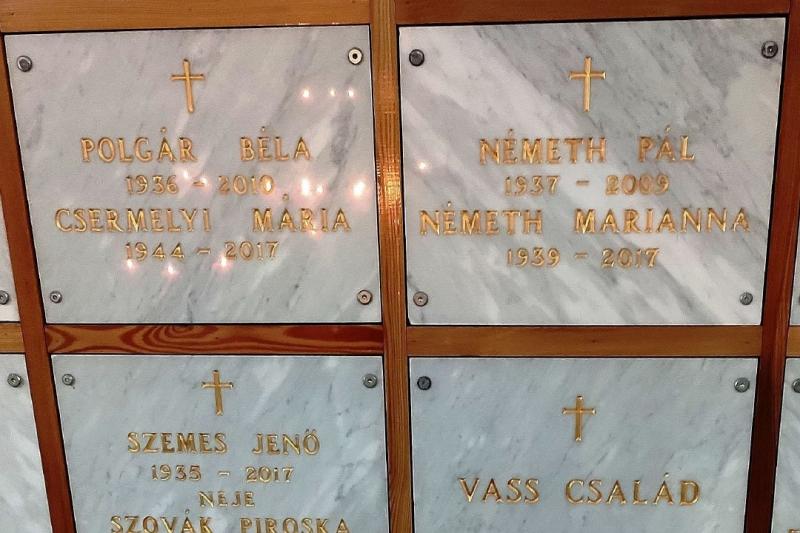 POLGÁR BÉLA
1936 - 2010
CSERMELYI MÁRIA
1944 - 2017
NÉMETH PÁL
1937 - 2009
NÉMETH MARIANNA
1939 - 2017
SZEMES JENŐ
1935 - 2017
NEJE
SZOVÁK PIROSKA
VASS CSALÁD